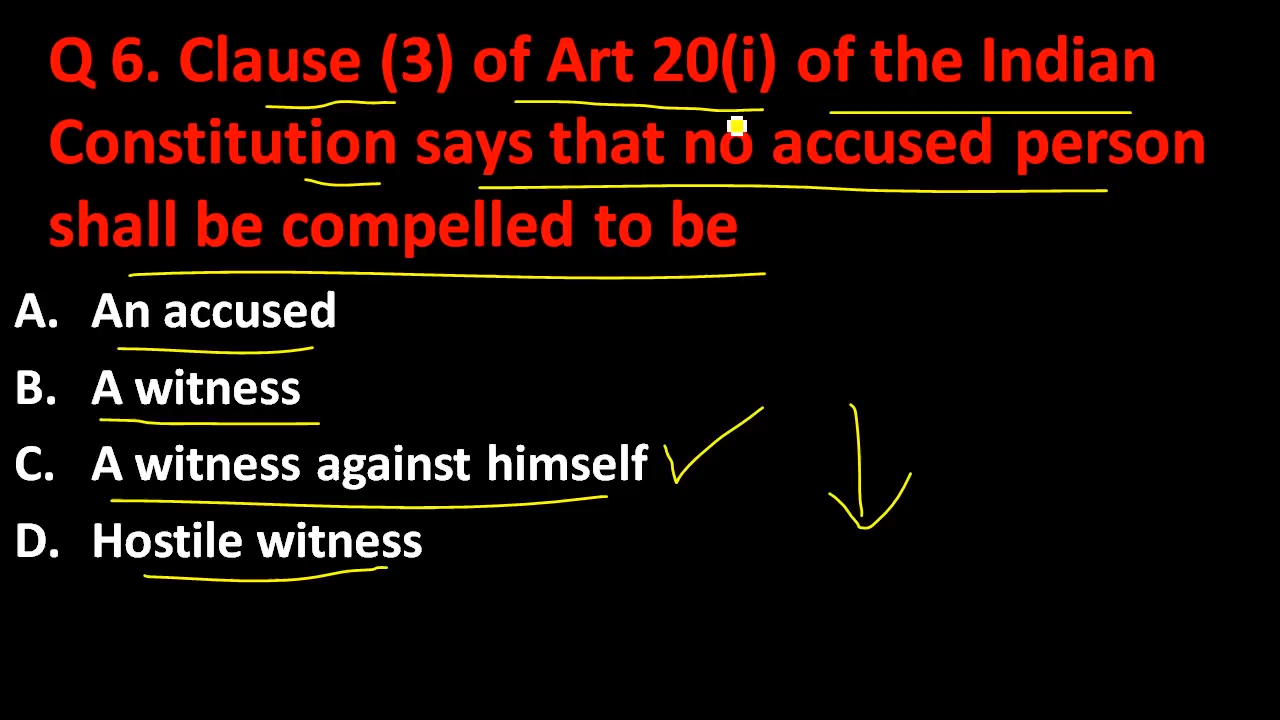 Q 6. Clause (3) of Art 20(i) of the Indian
Constitution says that no accused person
shall be compelled to be
A. An accused
B. A witness
C. A witness against himself
D. Hostile witness